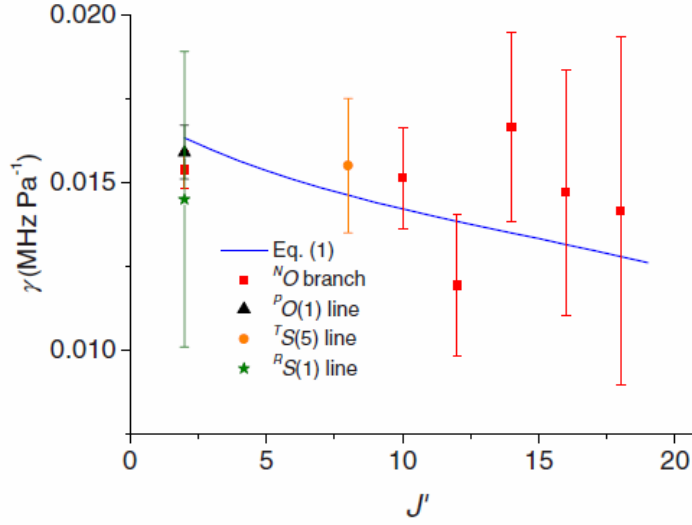 0.020
0.015
0.010
γ(MHz Pa⁻¹)
Eq. (1)
ᴺO branch
ᴾO(1) line
ᵀS(5) line
ᴿS(1) line
0 5 10 15 20
J'